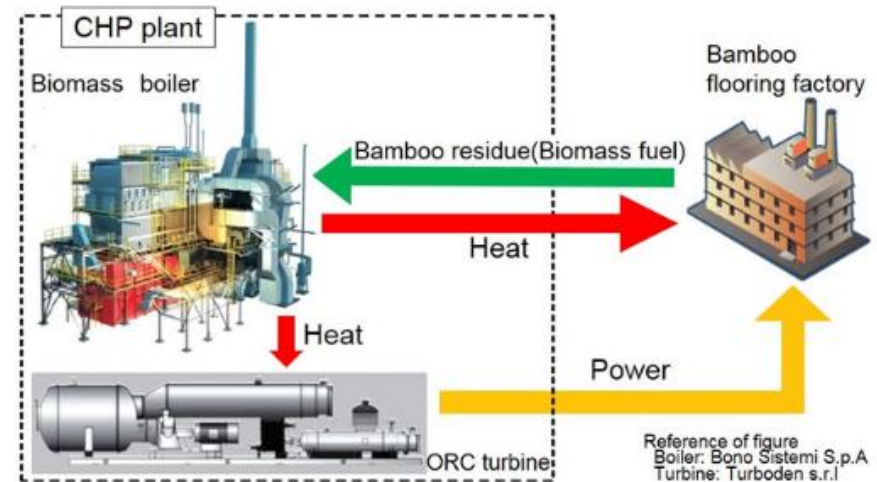 CHP plant
Biomass boiler
Bamboo
flooring factory
Bamboo residue(Biomass fuel)
Heat
Heat
Power
ORC turbine
Reference of figure
Boiler: Bono Sistemi S.p.A
Turbine: Turboden s.r.l